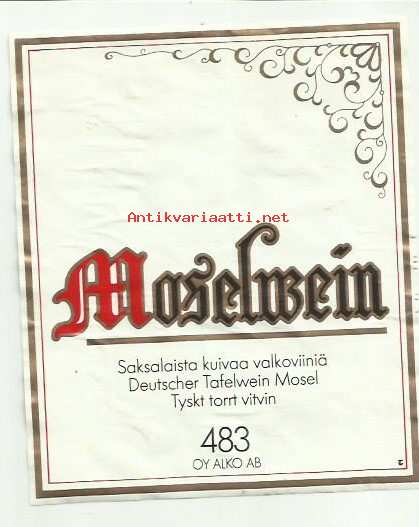 Antikvariaatti.net
Moselwein
Saksalaista kuivaa valkoviiniä
Deutscher Tafelwein Mosel
Tyskt torrt vitvin
483
OY ALKO AB